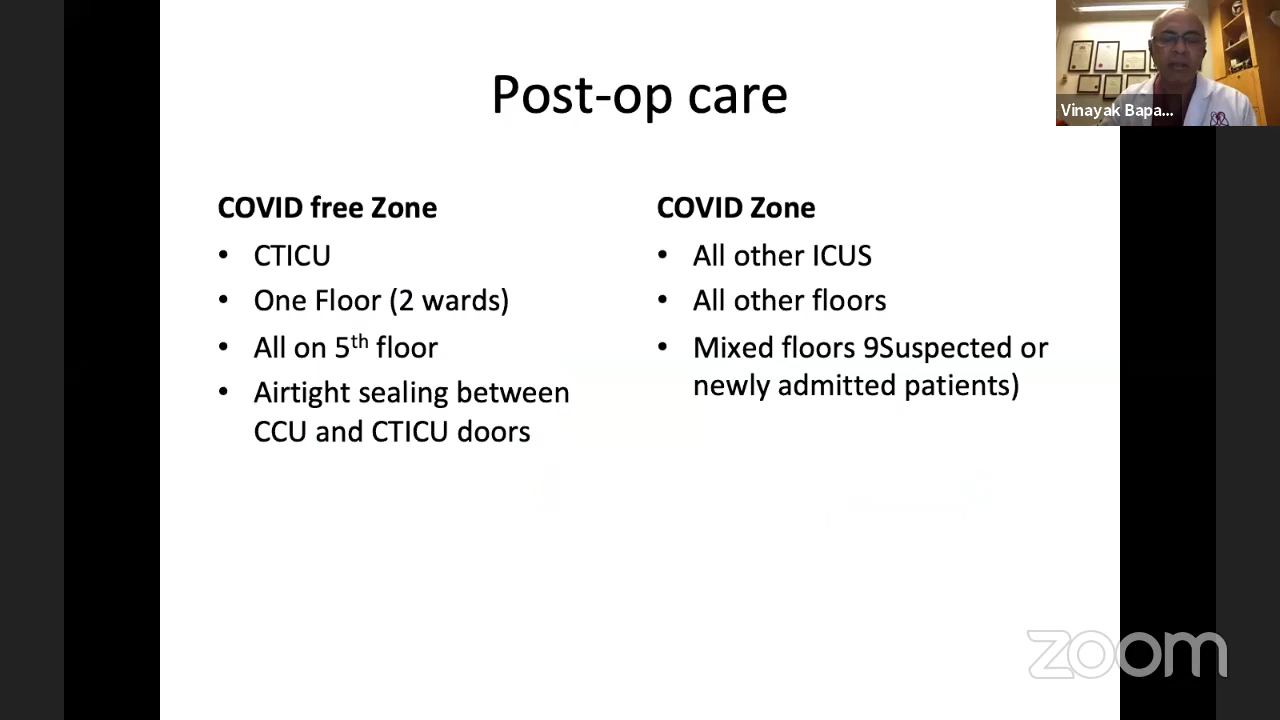 Post-op care
Vinayak Bapa...
COVID free Zone
• CTICU
• One Floor (2 wards)
• All on 5th floor
• Airtight sealing between
CCU and CTICU doors
COVID Zone
• All other ICUS
• All other floors
• Mixed floors 9Suspected or
newly admitted patients)
zoom